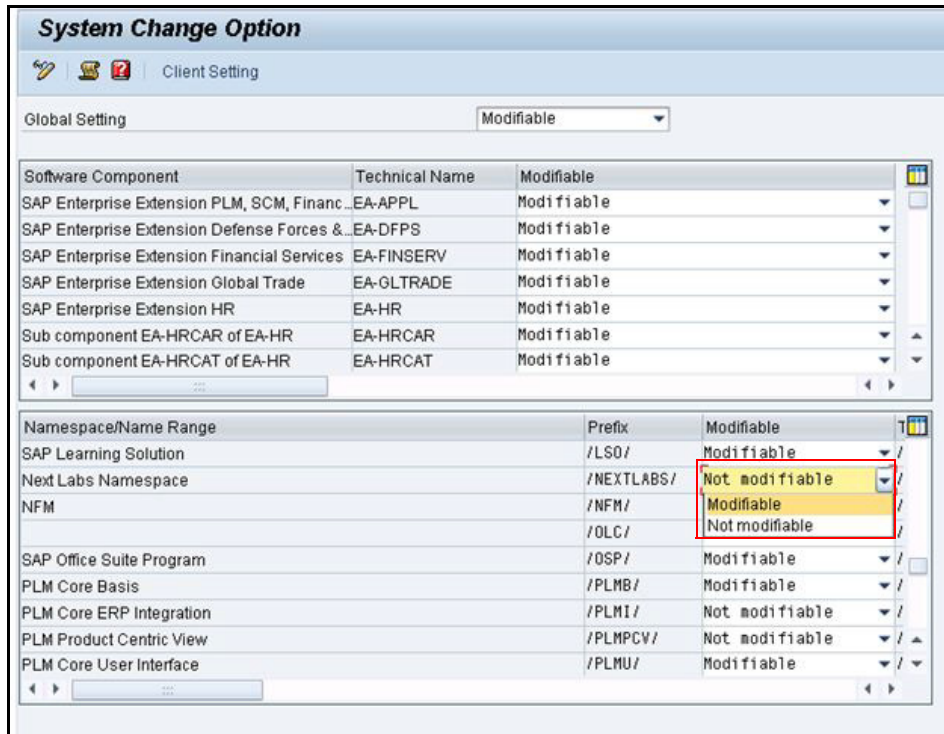 System Change Option
Client Setting
Global Setting Modifiable
Software Component Technical Name Modifiable
SAP Enterprise Extension PLM, SCM, Financ... EA-APPL Modifiable
SAP Enterprise Extension Defense Forces &... EA-DFPS Modifiable
SAP Enterprise Extension Financial Services EA-FINSERV Modifiable
SAP Enterprise Extension Global Trade EA-GLTRADE Modifiable
SAP Enterprise Extension HR EA-HR Modifiable
Sub component EA-HRCAR of EA-HR EA-HRCAR Modifiable
Sub component EA-HRCAT of EA-HR EA-HRCAT Modifiable
Namespace/Name Range Prefix Modifiable T
SAP Learning Solution /LSO/ Modifiable /
Next Labs Namespace /NEXTLABS/ Not modifiable /
NFM /NFM/ Modifiable /
/OLC/ Not modifiable /
SAP Office Suite Program /OSP/ Modifiable /
PLM Core Basis /PLMB/ Modifiable /
PLM Core ERP Integration /PLMI/ Not modifiable /
PLM Product Centric View /PLMPCV/ Not modifiable /
PLM Core User Interface /PLMU/ Modifiable /